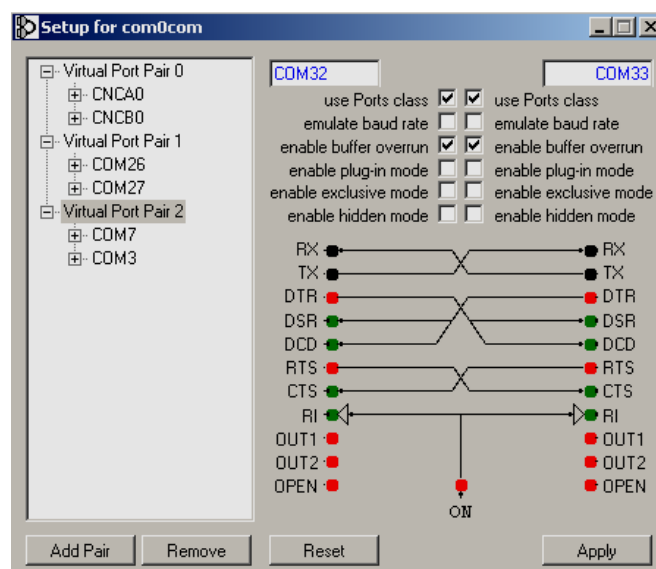 Setup for com0com
Virtual Port Pair 0
CNCA0
CNCB0
Virtual Port Pair 1
COM26
COM27
Virtual Port Pair 2
COM7
COM3
COM32 COM33
use Ports class use Ports class
emulate baud rate emulate baud rate
enable buffer overrun enable buffer overrun
enable plug-in mode enable plug-in mode
enable exclusive mode enable exclusive mode
enable hidden mode enable hidden mode
RX RX
TX TX
DTR DTR
DSR DSR
DCD DCD
RTS RTS
CTS CTS
RI RI
OUT1 OUT1
OUT2 OUT2
OPEN OPEN
ON
Add Pair Remove Reset Apply